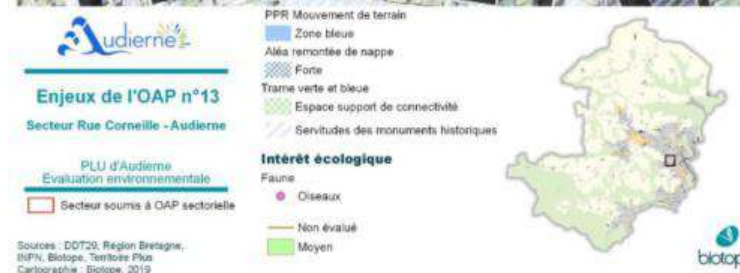 Audierne
Enjeux de l'OAP n°13
Secteur Rue Corneille - Audierne
PLU d'Audierne
Evaluation environnementale
Secteur soumis à OAP sectorielle
Sources : DDT29, Région Bretagne,
INPN, Biotope, Territoire Plus
Cartographie : Biotope, 2019
PPR Mouvement de terrain
Zone bleue
Aléa remontée de nappe
Forte
Trame verte et bleue
Espace support de connectivité
Servitudes des monuments historiques
Intérêt écologique
Faune
Oiseaux
Non évalué
Moyen
biotope